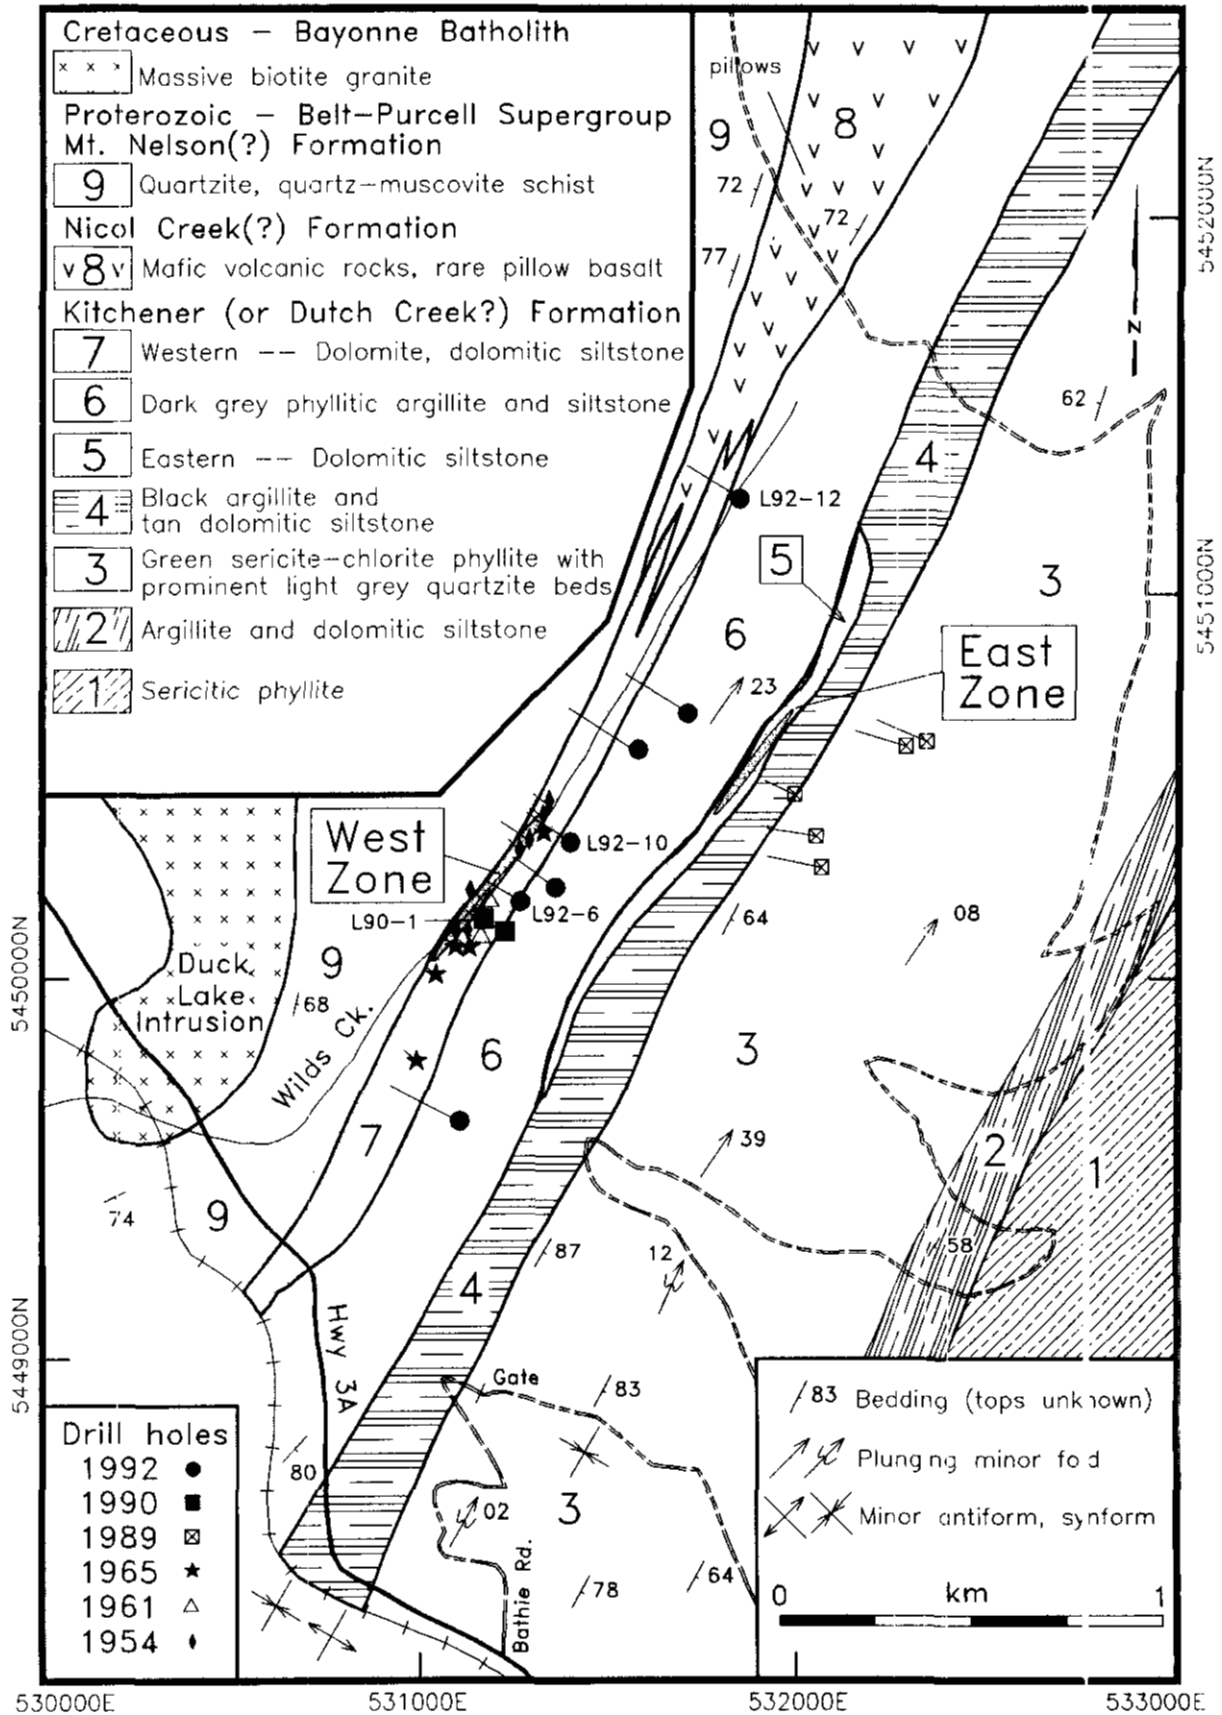 Cretaceous – Bayonne Batholith
Massive biotite granite
Proterozoic – Belt-Purcell Supergroup
Mt. Nelson(?) Formation
9 Quartzite, quartz-muscovite schist
Nicol Creek(?) Formation
v 8 v Mafic volcanic rocks, rare pillow basalt
Kitchener (or Dutch Creek?) Formation
7 Western -- Dolomite, dolomitic siltstone
6 Dark grey phyllitic argillite and siltstone
5 Eastern -- Dolomitic siltstone
4 Black argillite and
tan dolomitic siltstone
3 Green sericite-chlorite phyllite with
prominent light grey quartzite beds
2 Argillite and dolomitic siltstone
1 Sericitic phyllite
pillows
9
8
72
72
77
5452000N
N
62
4
L92-12
5
3
5451000N
6
East
Zone
23
West
Zone
L92-10
L92-6
L90-1
64
08
9
Duck
Lake
Intrusion
68
Wilds Ck.
5450000N
6
3
7
39
2
1
74
9
87
12
58
4
Hwy 3A
5449000N
Gate
83
80
02
3
Bathie Rd.
78
64
Drill holes
1992
1990
1989
1965
1961
1954
83 Bedding (tops unknown)
Plunging minor fold
Minor antiform, synform
0 km 1
530000E
531000E
532000E
533000E